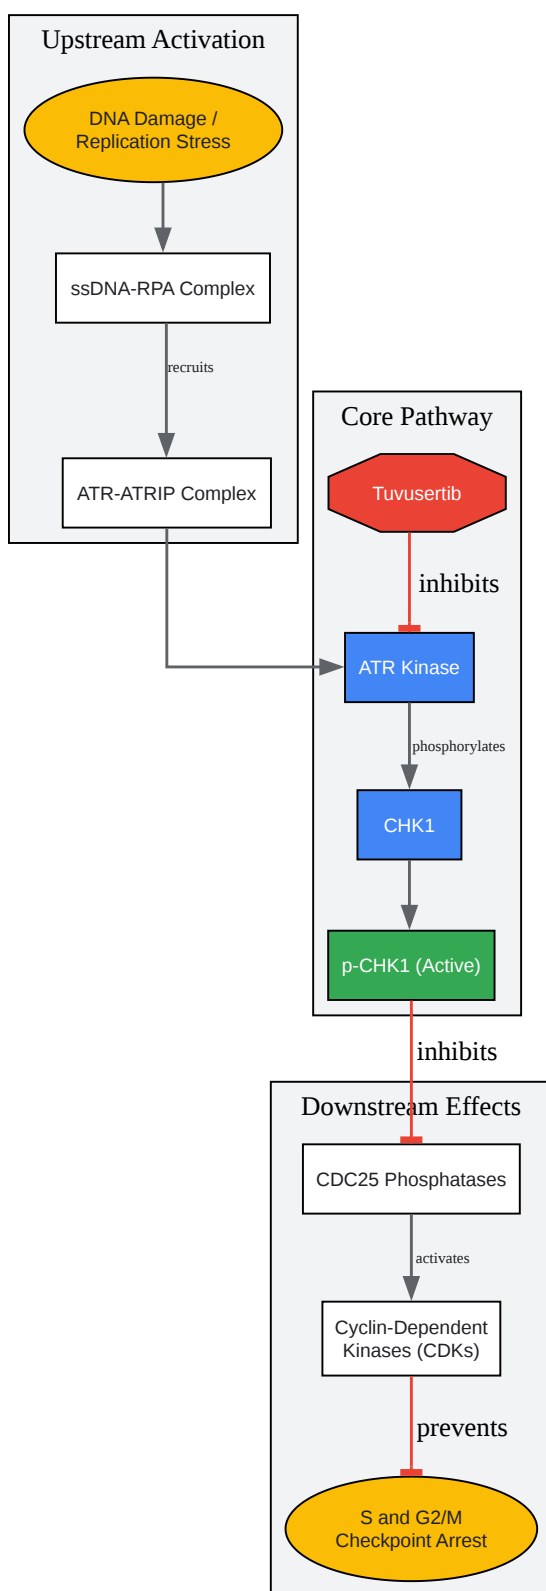 Upstream Activation
DNA Damage /
Replication Stress
ssDNA-RPA Complex
recruits
ATR-ATRIP Complex
Core Pathway
Tuvusertib
inhibits
ATR Kinase
phosphorylates
CHK1
p-CHK1 (Active)
inhibits
Downstream Effects
CDC25 Phosphatases
activates
Cyclin-Dependent
Kinases (CDKs)
prevents
S and G2/M
Checkpoint Arrest